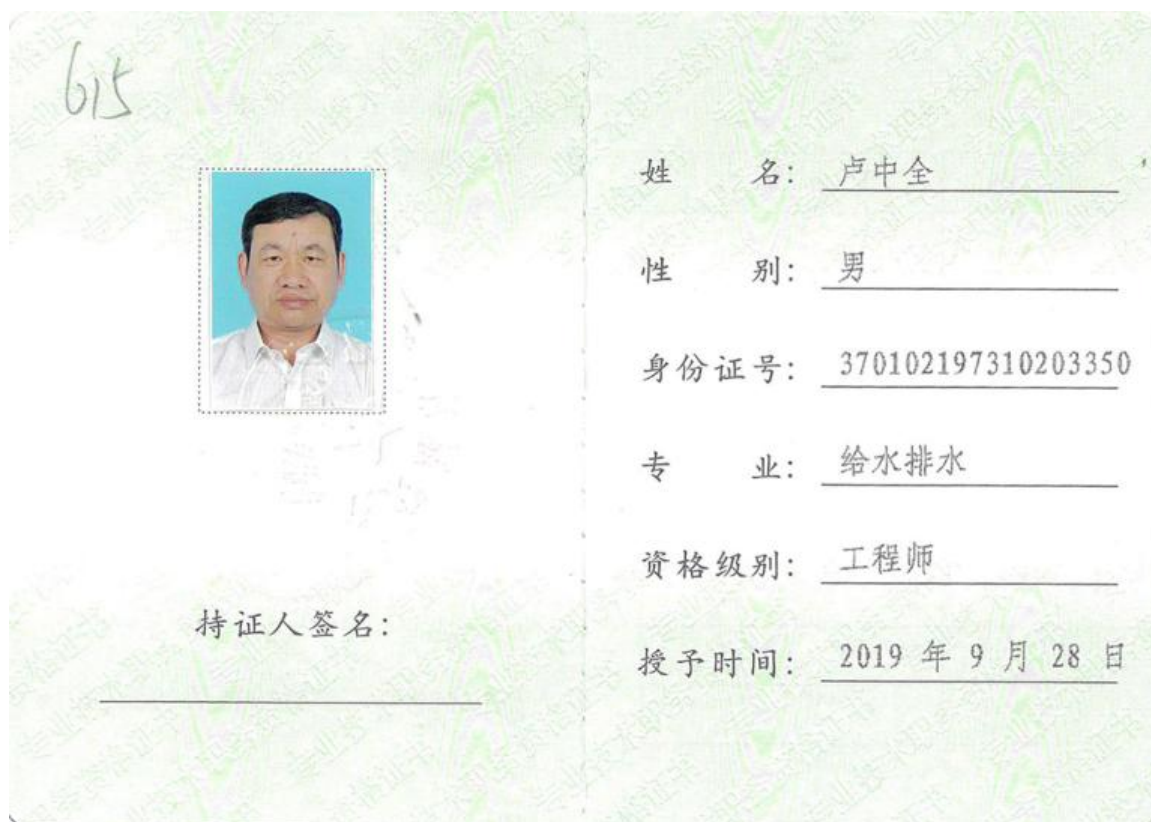 615
持证人签名：
姓 名： 卢中全
性 别： 男
身份证号： 370102197310203350
专 业： 给水排水
资格级别： 工程师
授予时间： 2019 年 9 月 28 日